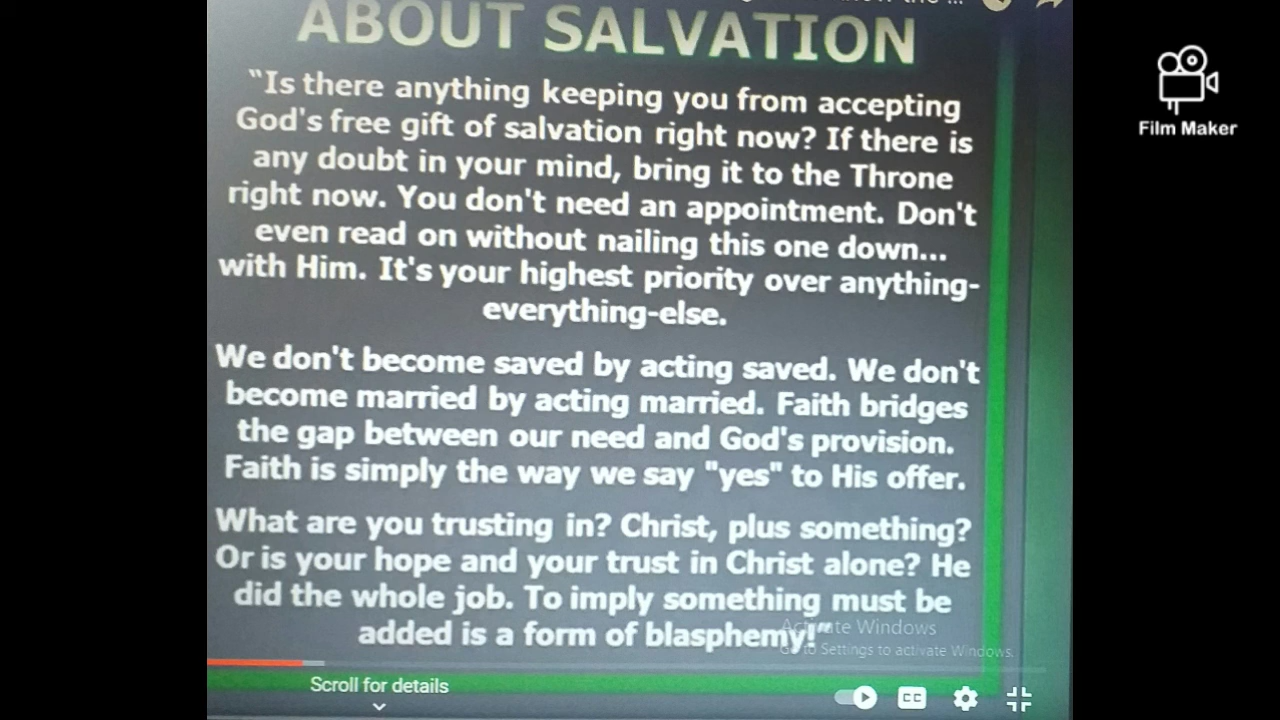 ABOUT SALVATION
“Is there anything keeping you from accepting
God's free gift of salvation right now? If there is
any doubt in your mind, bring it to the Throne
right now. You don't need an appointment. Don't
even read on without nailing this one down...
with Him. It's your highest priority over anything-
everything-else.
We don't become saved by acting saved. We don't
become married by acting married. Faith bridges
the gap between our need and God's provision.
Faith is simply the way we say "yes" to His offer.
What are you trusting in? Christ, plus something?
Or is your hope and your trust in Christ alone? He
did the whole job. To imply something must be
added is a form of blasphemy!“
Activate Windows
Go to Settings to activate Windows.
Scroll for details
CC
Film Maker